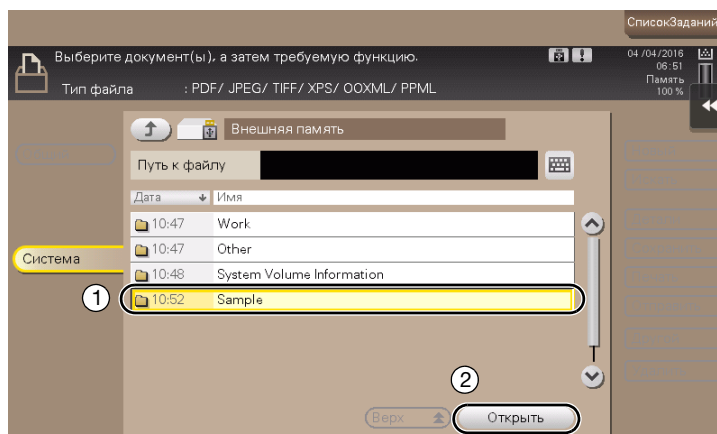 СписокЗаданий
Выберите документ(ы), а затем требуемую функцию.
04/04/2016
06:51
Тип файла : PDF/ JPEG/ TIFF/ XPS/ OOXML/ PPML
Память
100 %
Внешняя память
Путь к файлу
Дата Имя
10:47 Work
10:47 Other
Система
10:48 System Volume Information
1
10:52 Sample
2
Верх
Открыть